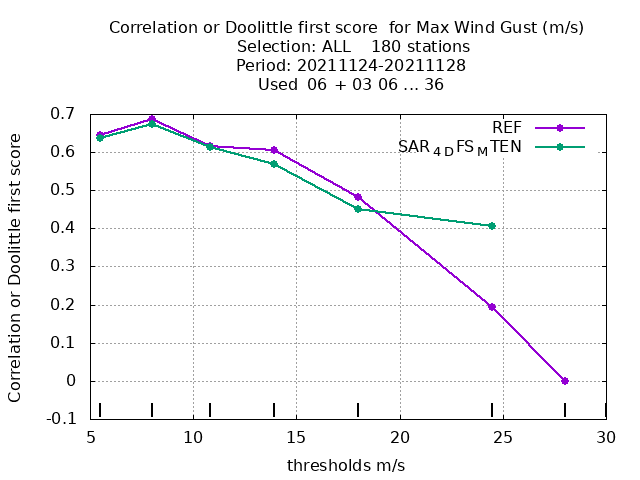 Correlation or Doolittle first score  for Max Wind Gust (m/s)
Selection: ALL    180 stations
Period: 20211124-20211128
Used  06 + 03 06 ... 36
REF
SAR4DFSMTEN
Correlation or Doolittle first score
0.7
0.6
0.5
0.4
0.3
0.2
0.1
0
-0.1
5 10 15 20 25 30
thresholds m/s